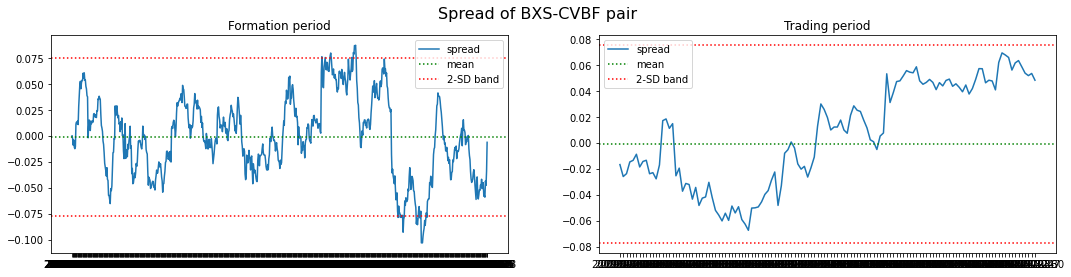 Spread of BXS-CVBF pair
Formation period
spread
mean
2-SD band
0.075
0.050
0.025
0.000
−0.025
−0.050
−0.075
−0.100
Trading period
spread
mean
2-SD band
0.08
0.06
0.04
0.02
0.00
−0.02
−0.04
−0.06
−0.08